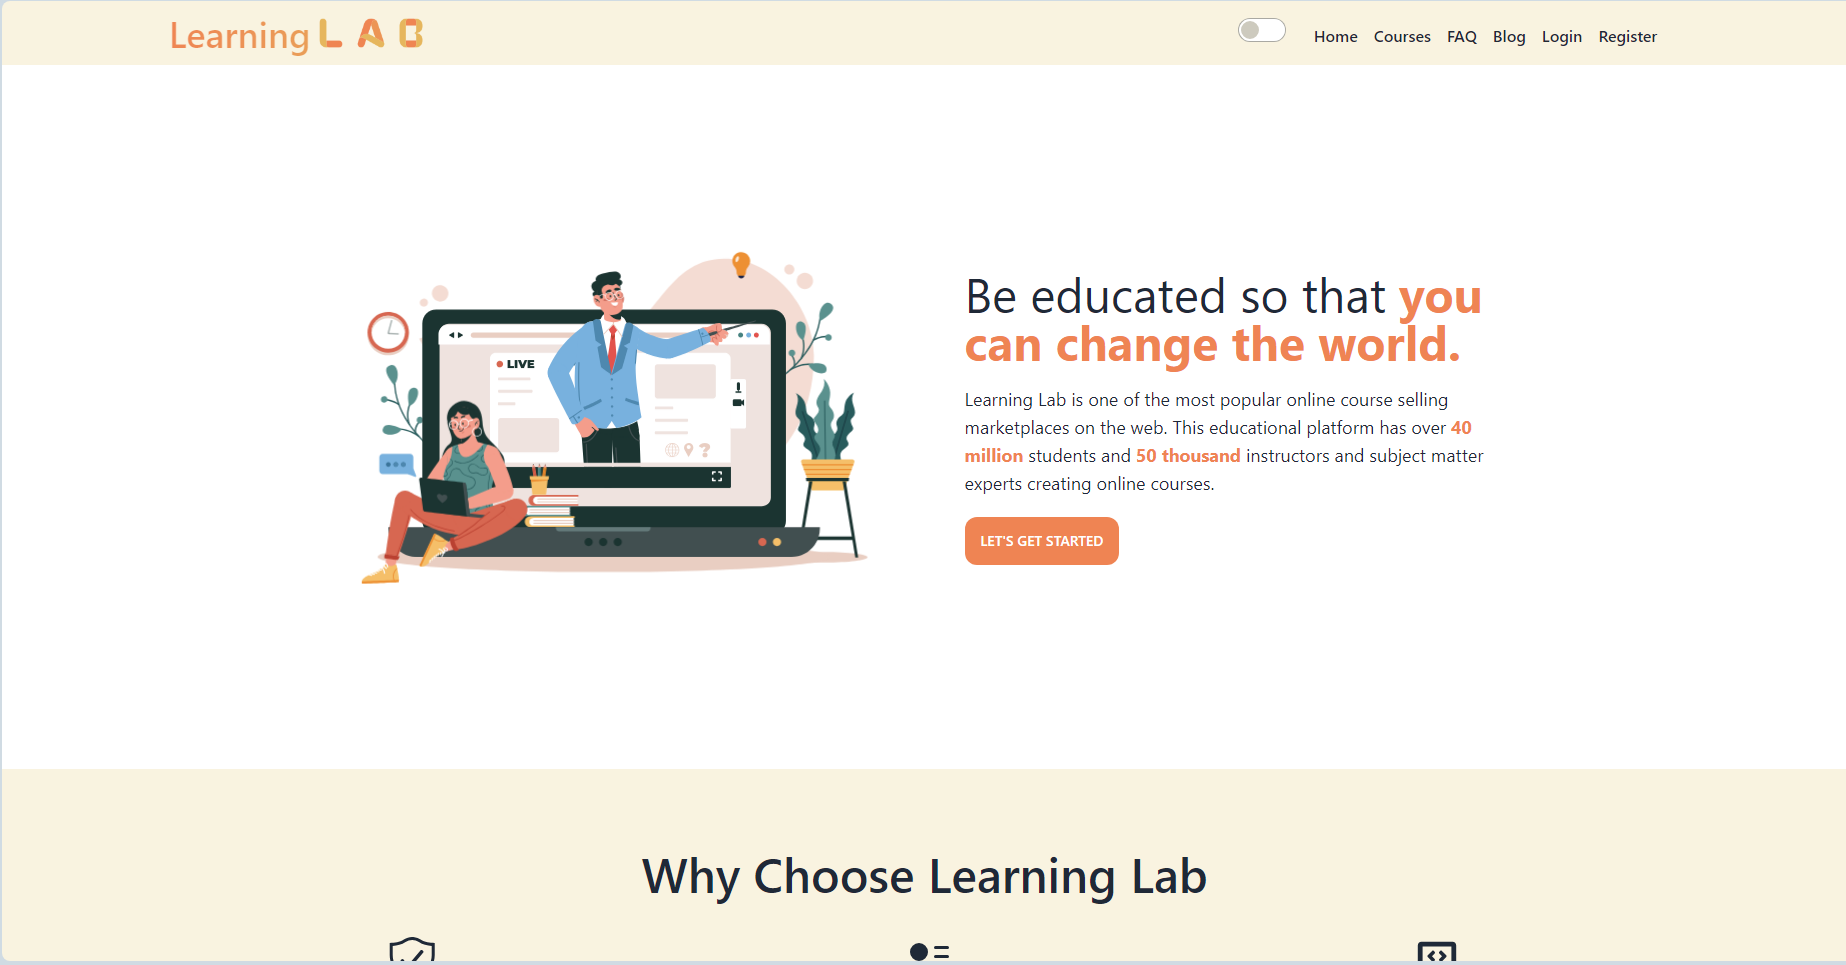 Learning LAB
Home Courses FAQ Blog Login Register
LIVE
Be educated so that you
can change the world.
Learning Lab is one of the most popular online course selling
marketplaces on the web. This educational platform has over 40
million students and 50 thousand instructors and subject matter
experts creating online courses.
LET'S GET STARTED
Why Choose Learning Lab